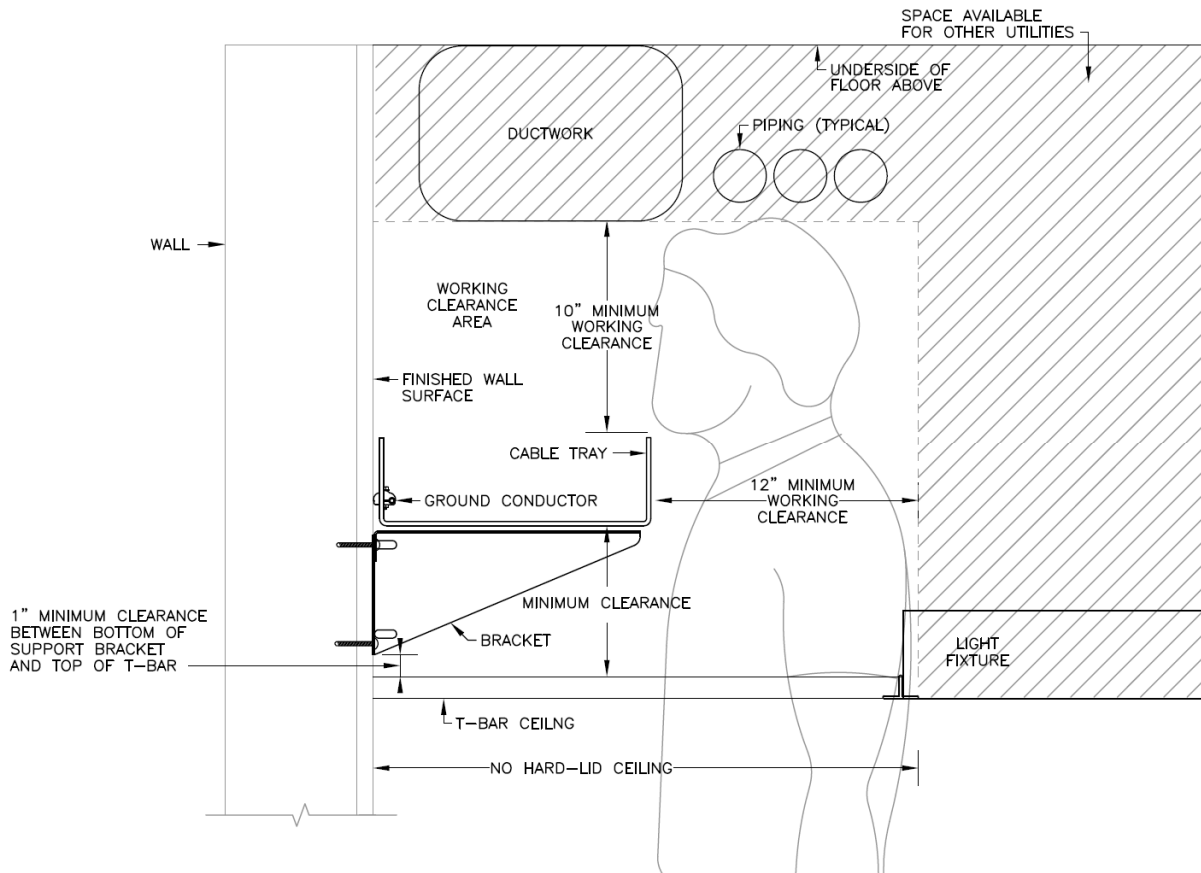 SPACE AVAILABLE
FOR OTHER UTILITIES
UNDERSIDE OF
FLOOR ABOVE
DUCTWORK
PIPING (TYPICAL)
WALL
WORKING
CLEARANCE
AREA
10” MINIMUM
WORKING
CLEARANCE
FINISHED WALL
SURFACE
CABLE TRAY
GROUND CONDUCTOR
12” MINIMUM
WORKING
CLEARANCE
MINIMUM CLEARANCE
BRACKET
1” MINIMUM CLEARANCE
BETWEEN BOTTOM OF
SUPPORT BRACKET
AND TOP OF T-BAR
LIGHT
FIXTURE
T-BAR CEILNG
NO HARD-LID CEILING